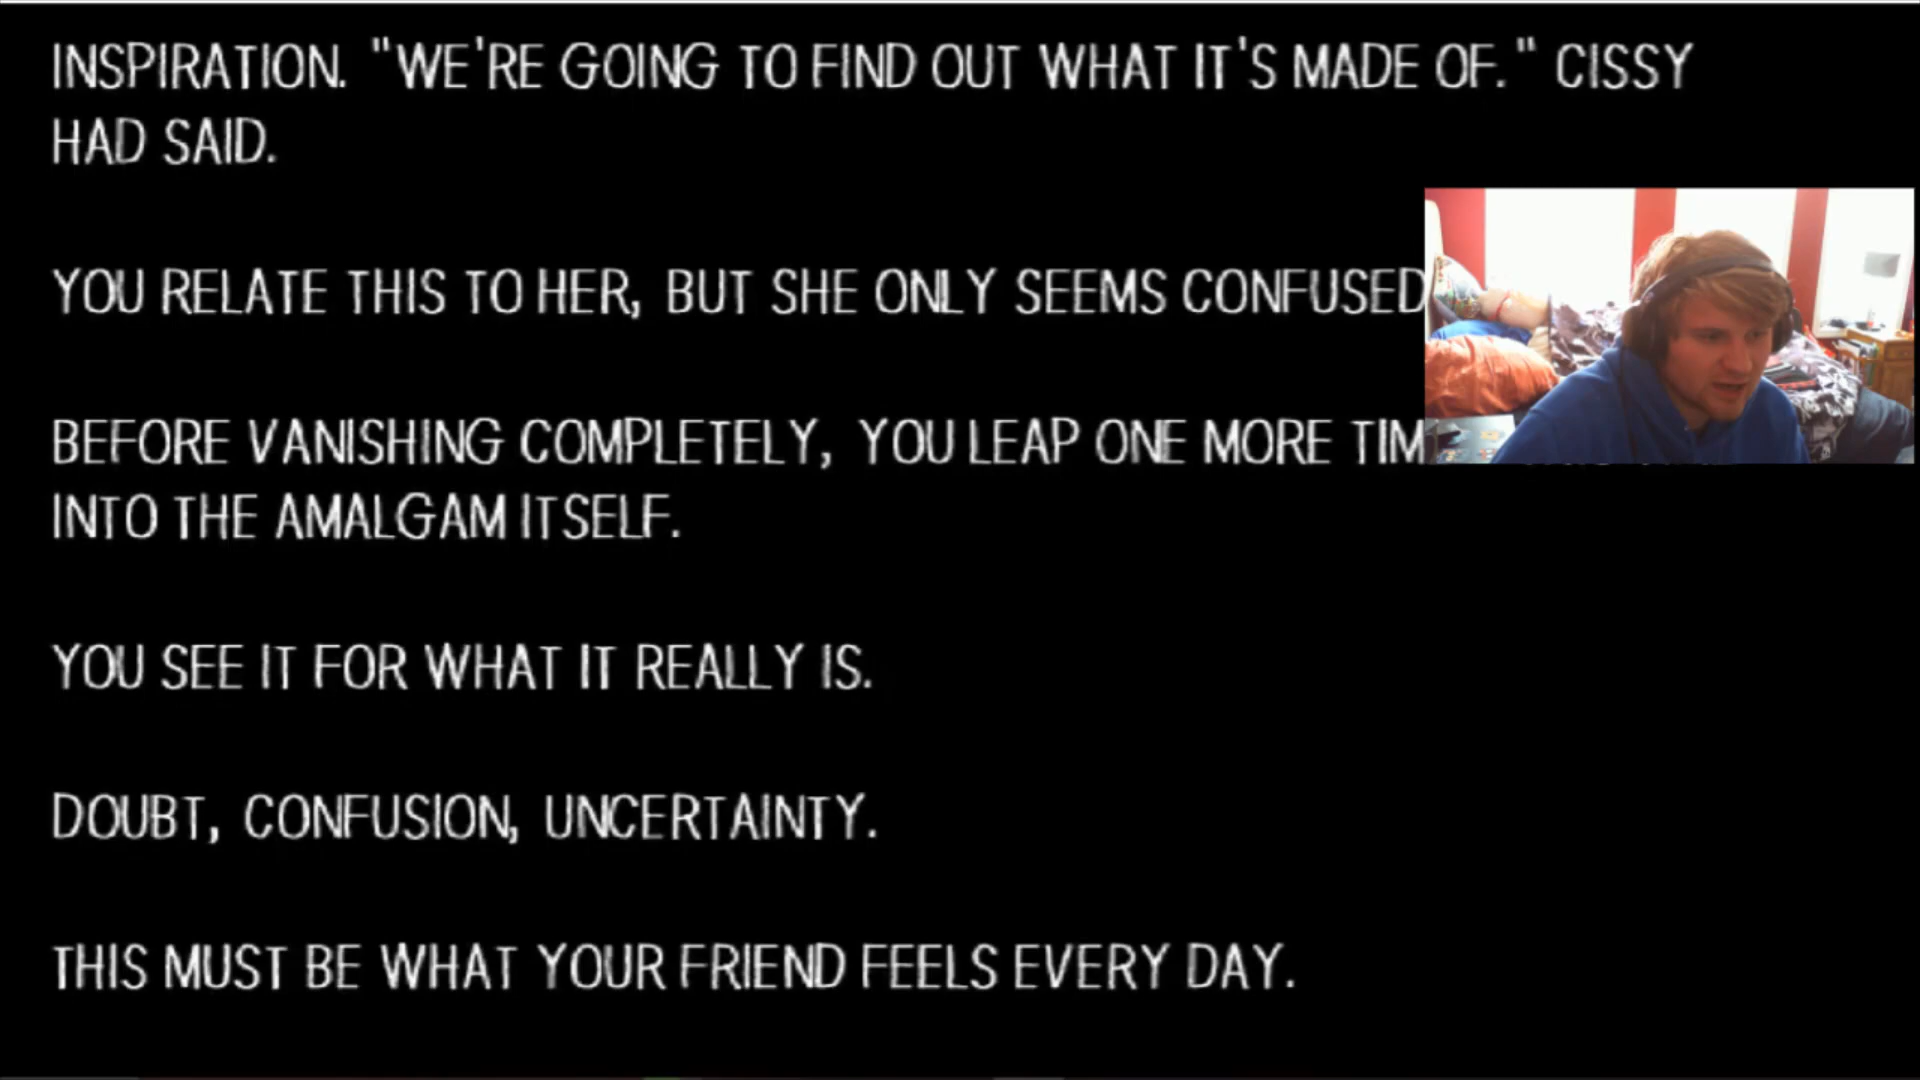 INSPIRATION. "WE'RE GOING TO FIND OUT WHAT IT'S MADE OF." CISSY
HAD SAID.
YOU RELATE THIS TO HER, BUT SHE ONLY SEEMS CONFUSED
BEFORE VANISHING COMPLETELY, YOU LEAP ONE MORE
INTO THE AMALGAM ITSELF.
YOU SEE IT FOR WHAT IT REALLY IS.
DOUBT, CONFUSION, UNCERTAINTY.
THIS MUST BE WHAT YOUR FRIEND FEELS EVERY DAY.